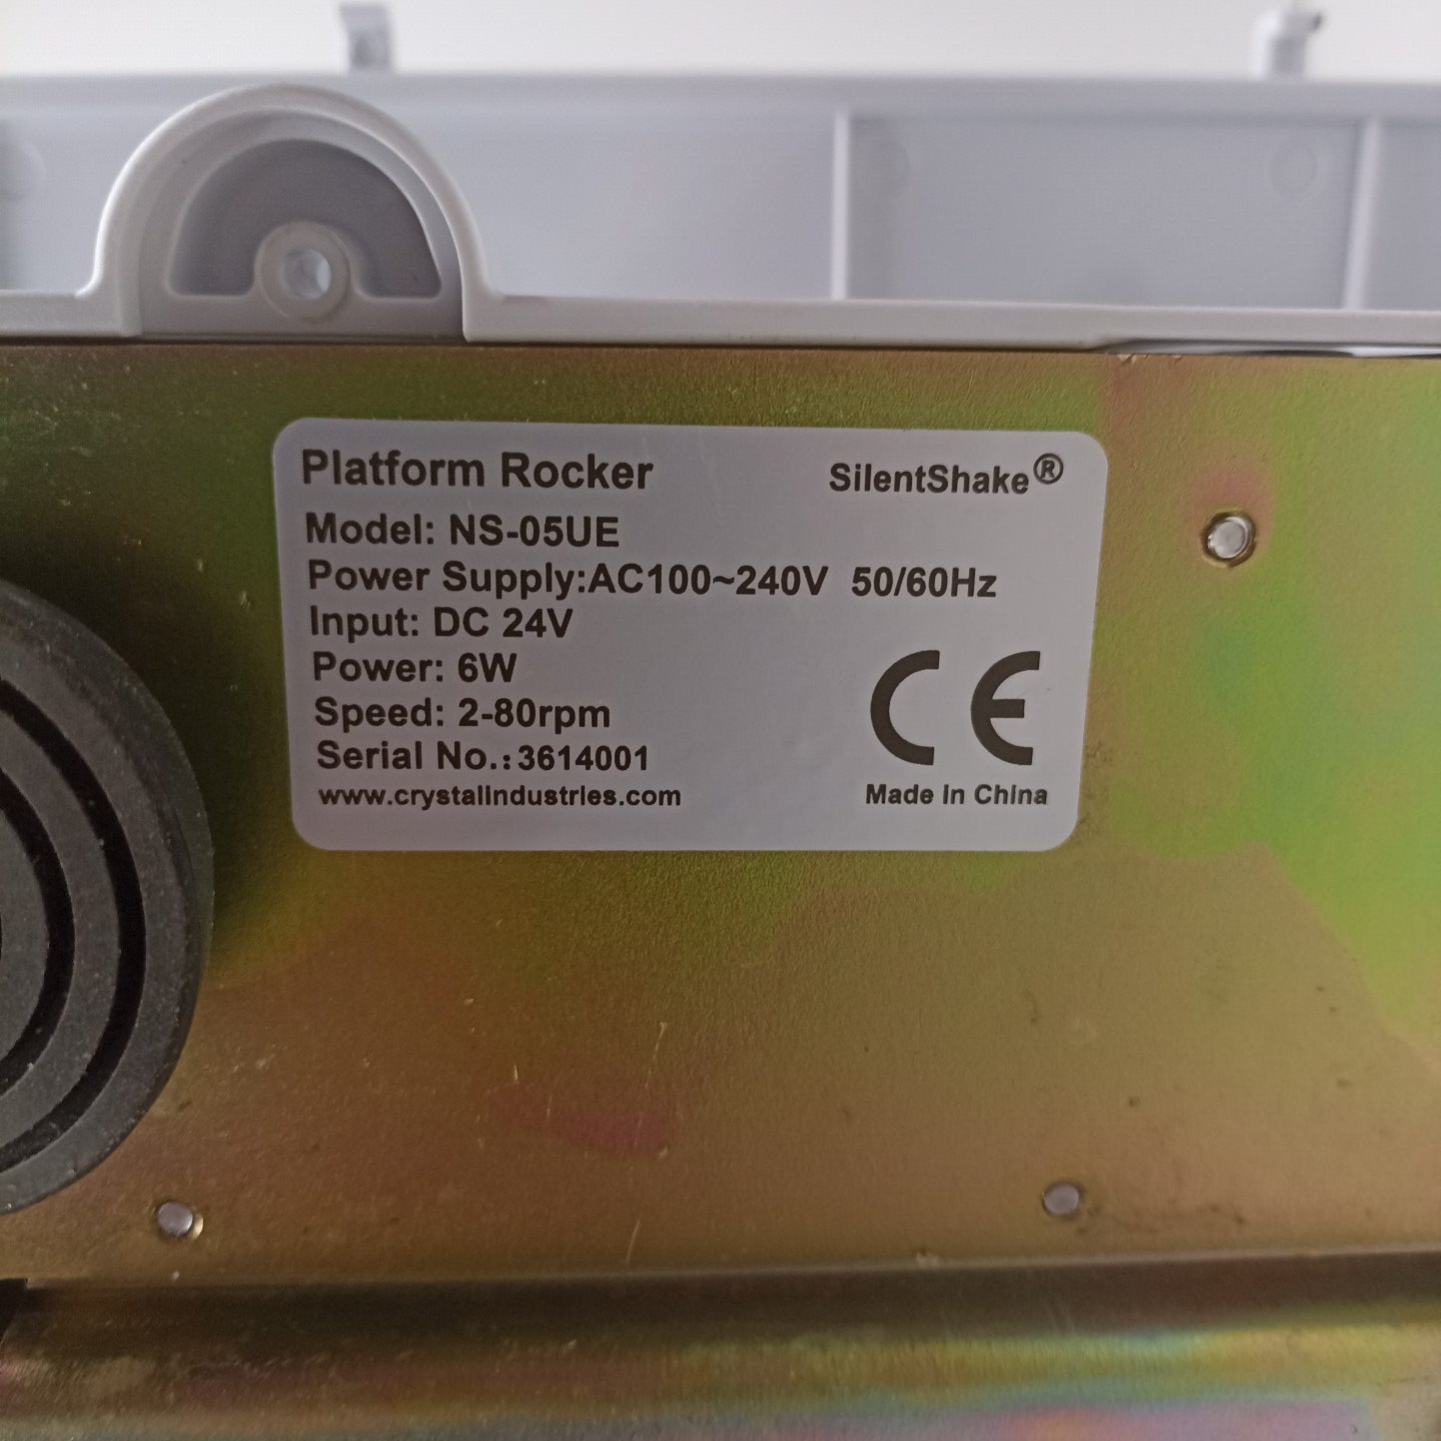 Platform Rocker SilentShake®
Model: NS-05UE
Power Supply:AC100~240V 50/60Hz
Input: DC 24V
Power: 6W
Speed: 2-80rpm
Serial No.:3614001
CE
www.crystalindustries.com Made in China